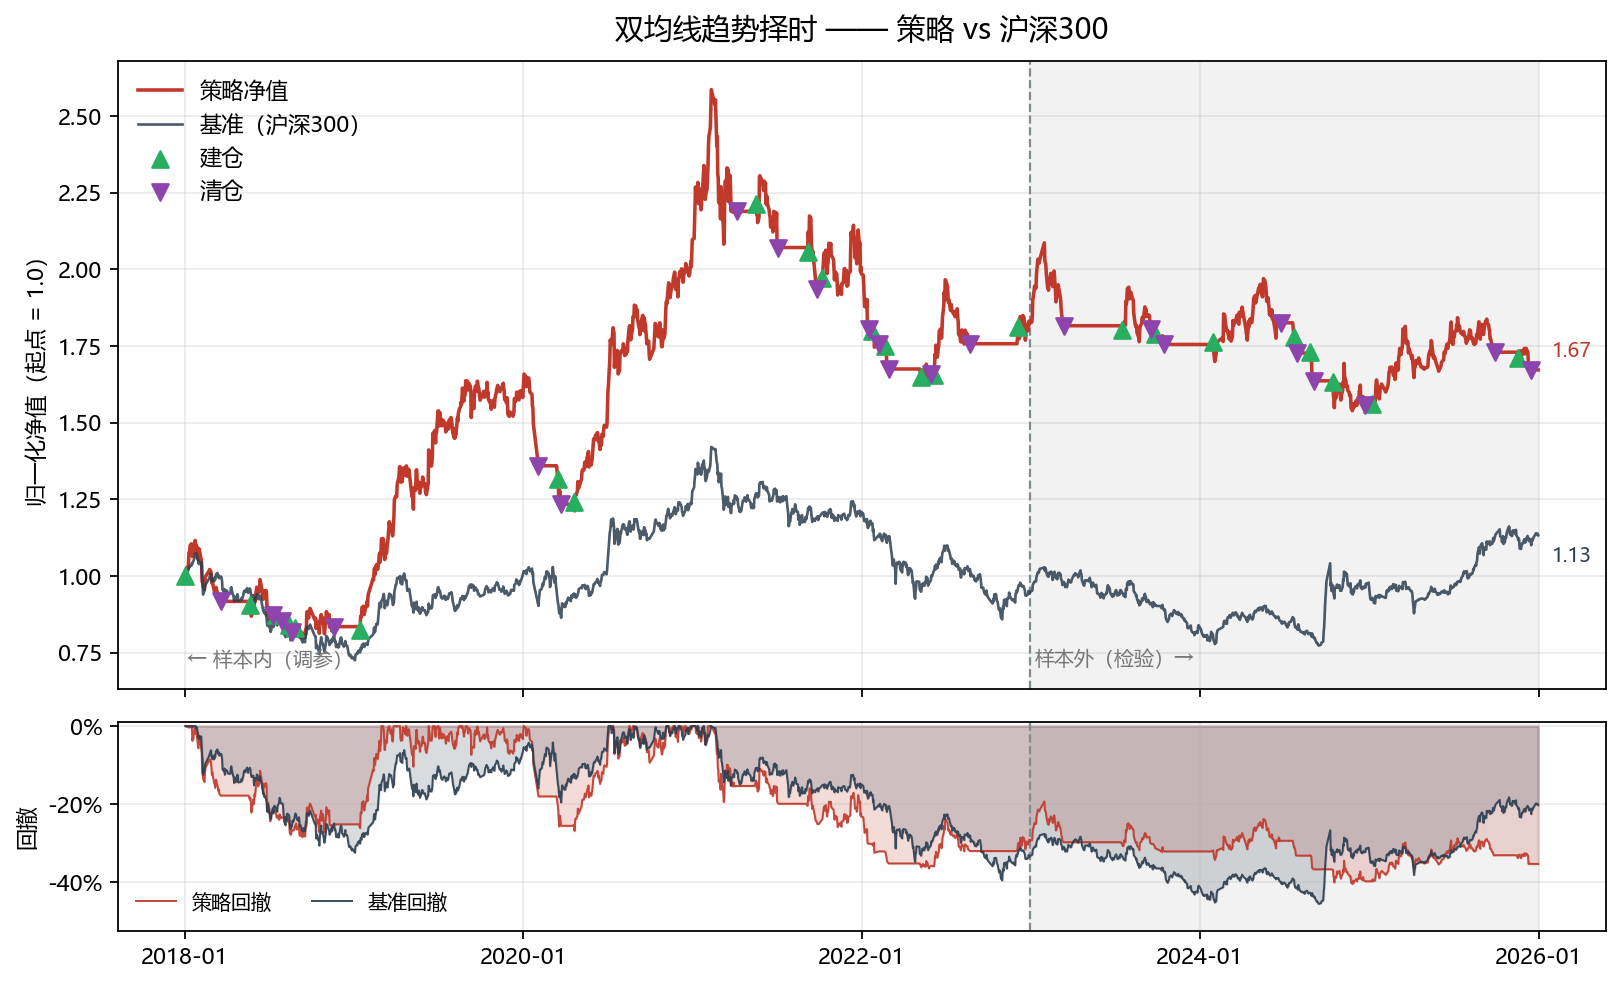 双均线趋势择时 —— 策略 vs 沪深300
策略净值
基准（沪深300）
建仓
清仓
归一化净值（起点 = 1.0）
2.50
2.25
2.00
1.75
1.50
1.25
1.00
0.75
1.67
1.13
← 样本内（调参）
样本外（检验）→
回撤
0%
-20%
-40%
策略回撤
基准回撤
2018-01
2020-01
2022-01
2024-01
2026-01